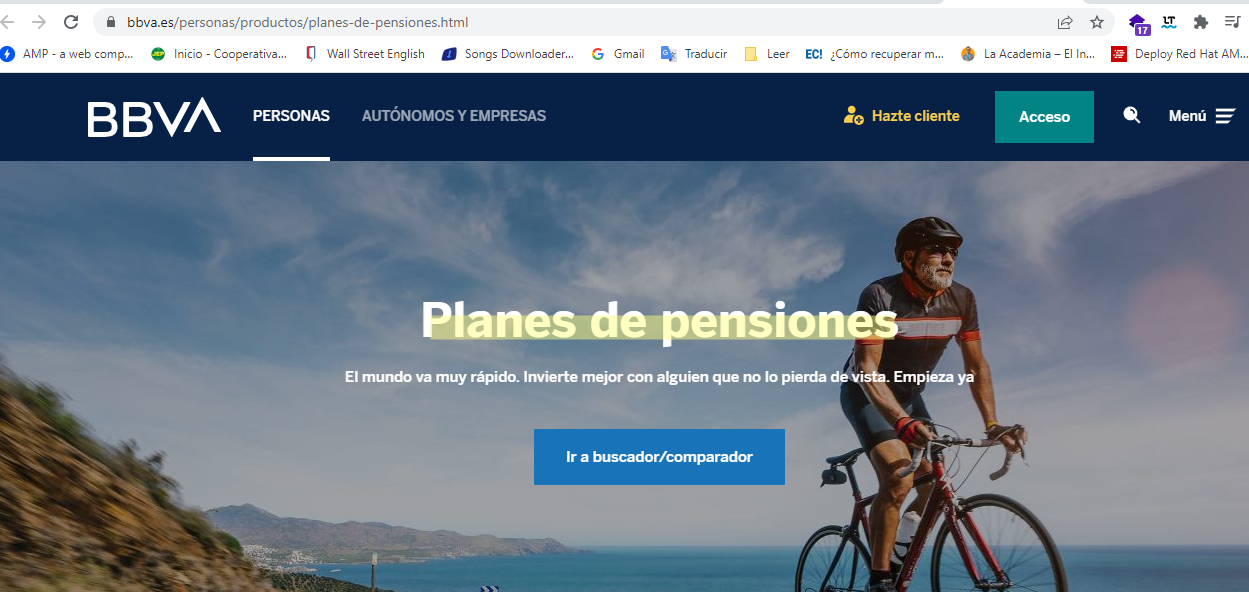 bbva.es/personas/productos/planes-de-pensiones.html
17 LT
AMP - a web comp... Inicio - Cooperativa... Wall Street English Songs Downloader... Gmail Traducir Leer EC! ¿Cómo recuperar m... La Academia – El In... Deploy Red Hat AM...
BBVA PERSONAS AUTÓNOMOS Y EMPRESAS Hazte cliente Acceso Menú
Planes de pensiones
El mundo va muy rápido. Invierte mejor con alguien que no lo pierda de vista. Empieza ya
Ir a buscador/comparador